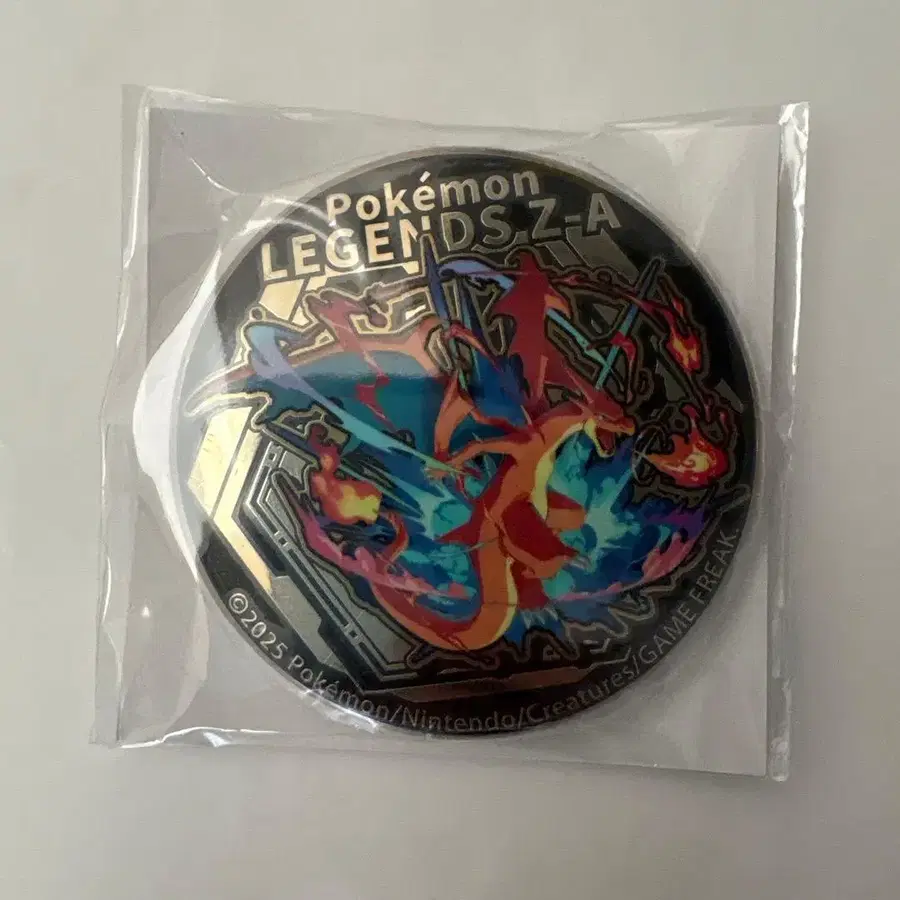 Pokémon
LEGENDS Z-A
©2025 Pokémon/Nintendo/Creatures/GAME FREAK.